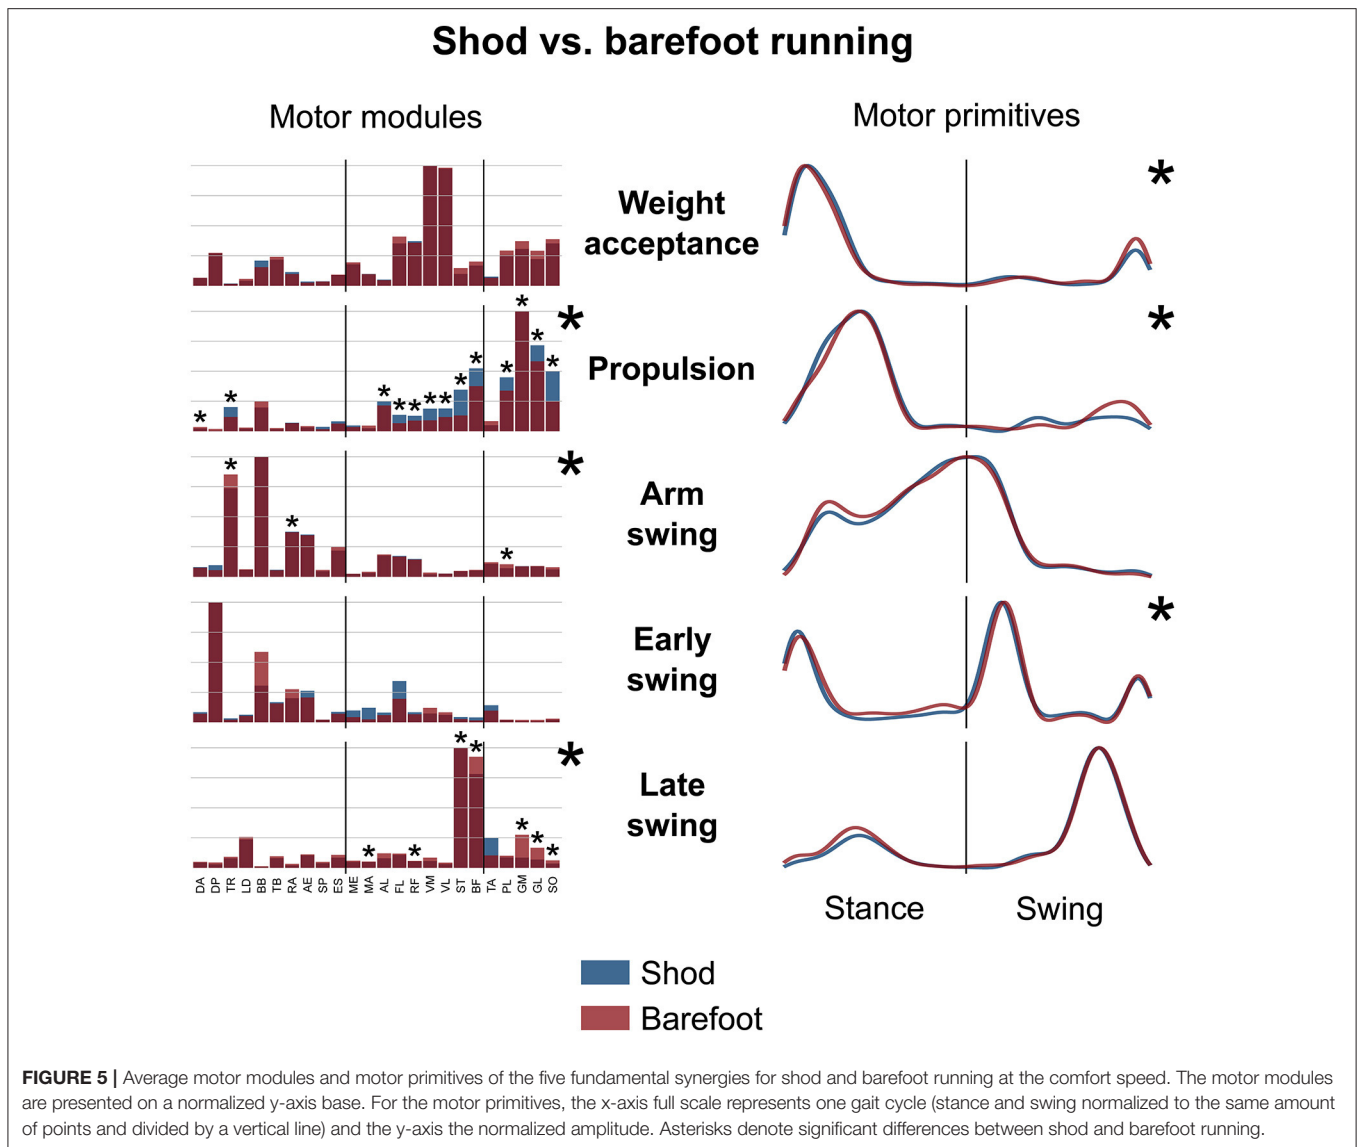 Shod vs. barefoot running
Motor modules
Motor primitives
Weight
acceptance
*
* * * * * * * * * * * * * *
*
Propulsion
*
* * *
*
Arm
swing
Early
swing
*
* * * * * * *
*
Late
swing
DA DP TR LD BB TB RA AE SP ES ME MA AL FL RF VM VL ST BF TA PL GM GL SO
Stance
Swing
Shod
Barefoot
FIGURE 5 | Average motor modules and motor primitives of the five fundamental synergies for shod and barefoot running at the comfort speed. The motor modules
are presented on a normalized y-axis base. For the motor primitives, the x-axis full scale represents one gait cycle (stance and swing normalized to the same amount
of points and divided by a vertical line) and the y-axis the normalized amplitude. Asterisks denote significant differences between shod and barefoot running.